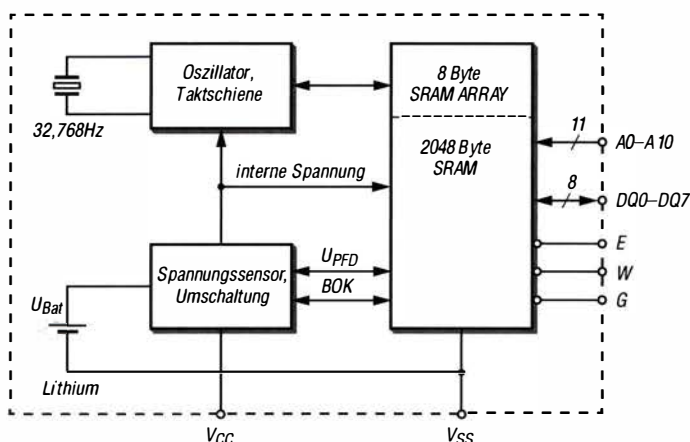 Oszillator,
Taktschiene
8 Byte
SRAM ARRAY
32,768Hz
11
A0–A10
2048 Byte
SRAM
interne Spannung
8
DQ0–DQ7
E
UPFD
W
Spannungssensor,
Umschaltung
BOK
G
UBat
Lithium
VCC
VSS